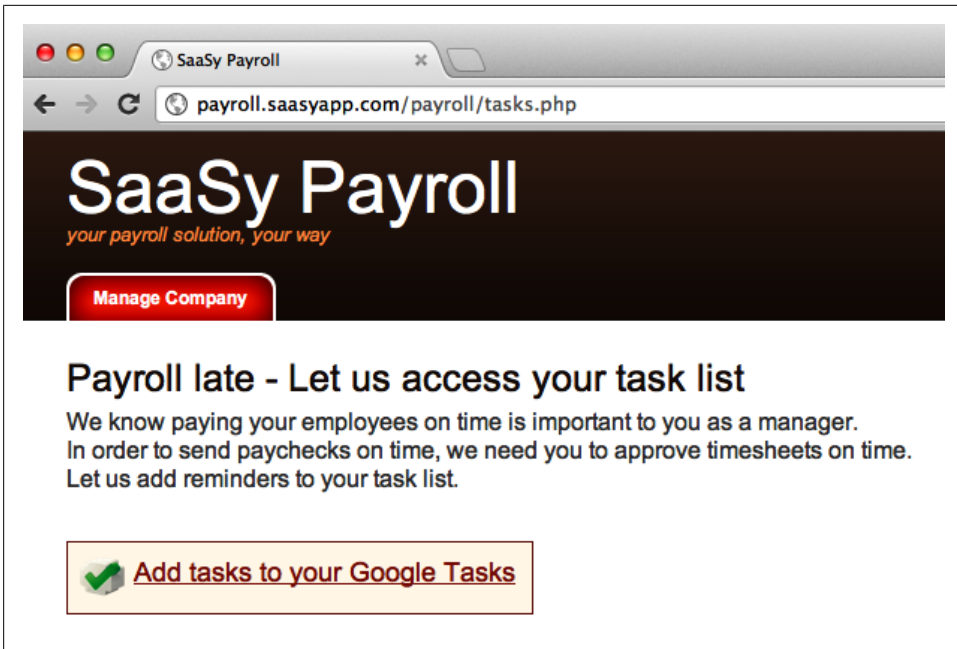 SaaSy Payroll
payroll.saasyapp.com/payroll/tasks.php
SaaSy Payroll
your payroll solution, your way
Manage Company
Payroll late - Let us access your task list
We know paying your employees on time is important to you as a manager.
In order to send paychecks on time, we need you to approve timesheets on time.
Let us add reminders to your task list.
Add tasks to your Google Tasks